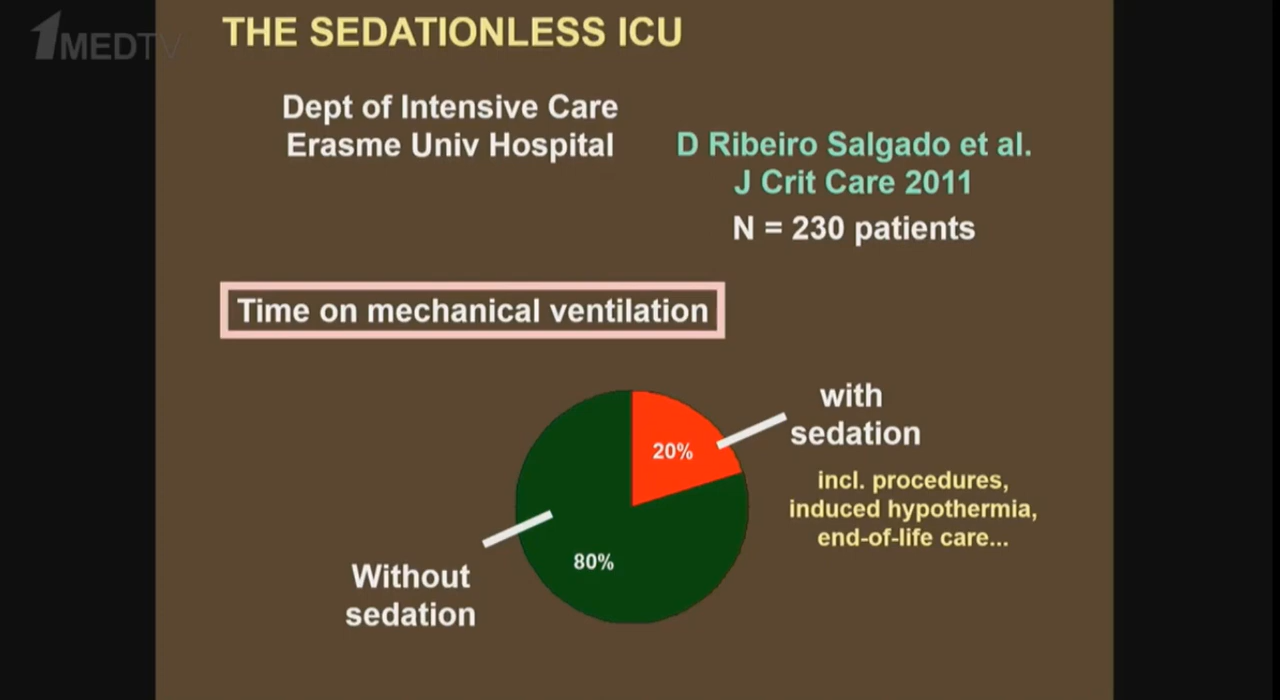 1MEDTV
THE SEDATIONLESS ICU
Dept of Intensive Care
Erasme Univ Hospital
D Ribeiro Salgado et al.
J Crit Care 2011
N = 230 patients
Time on mechanical ventilation
with
sedation
20%
incl. procedures,
induced hypothermia,
end-of-life care...
80%
Without
sedation